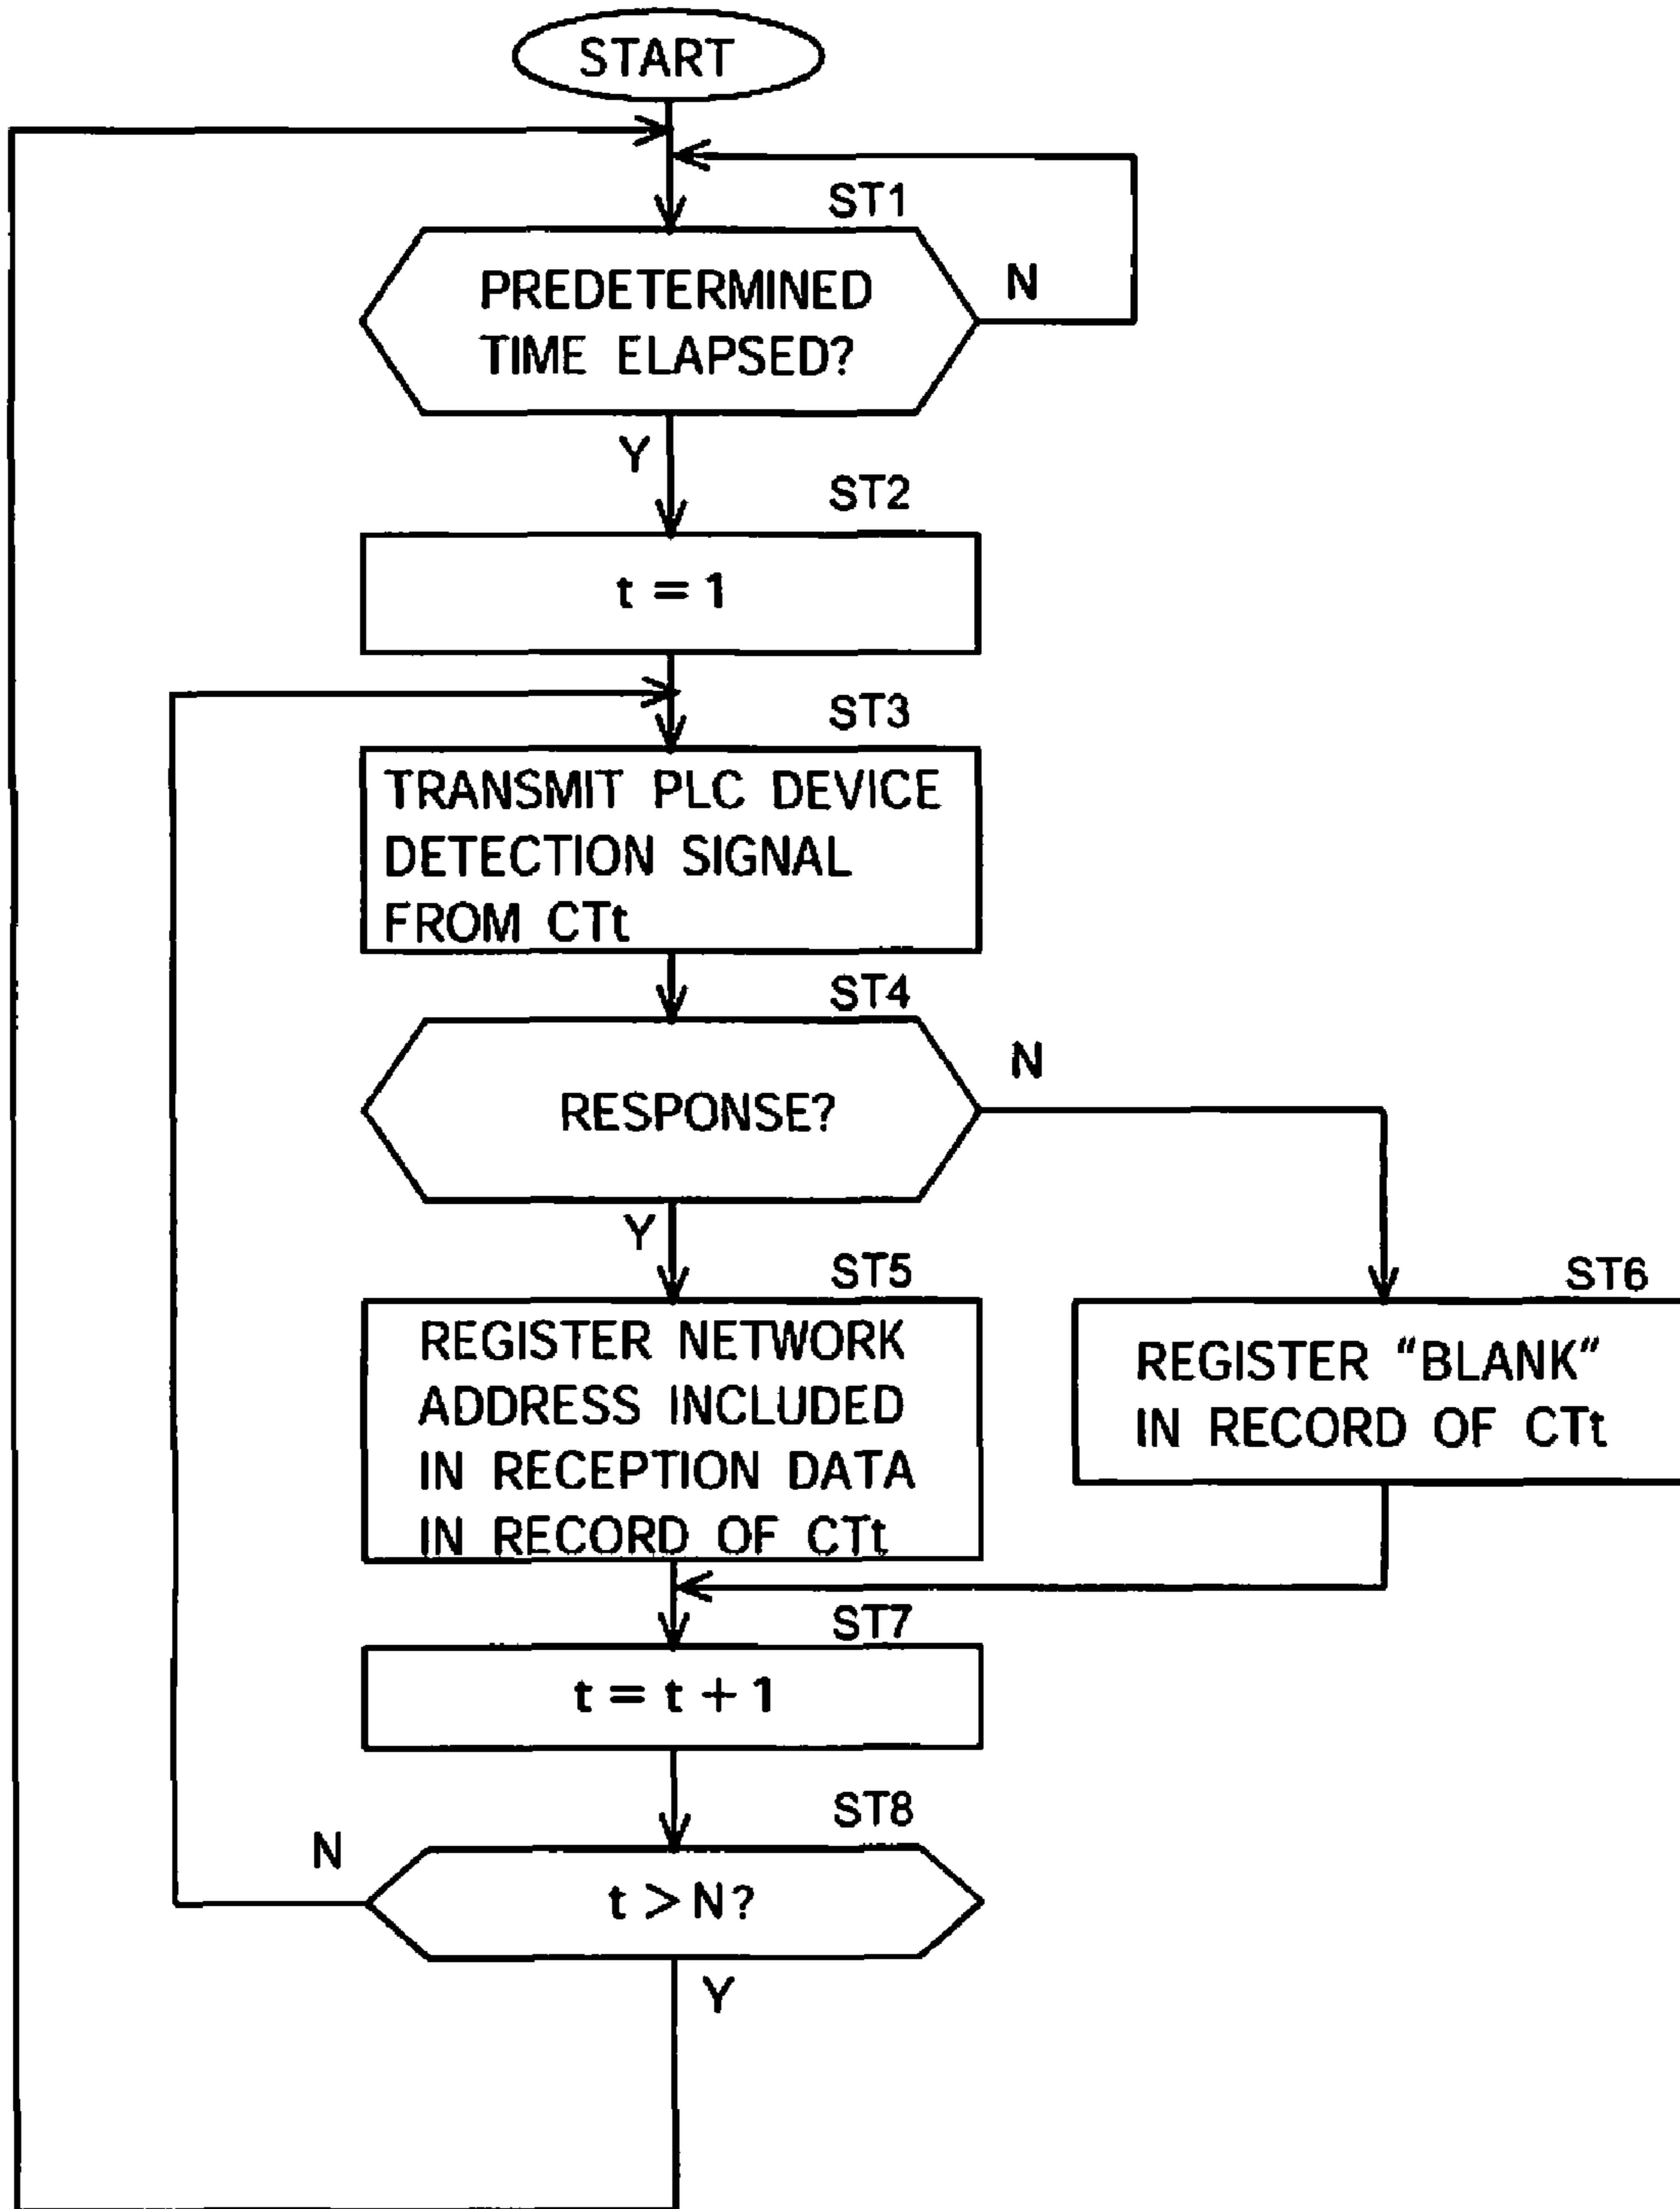 START
ST1
PREDETERMINED
TIME ELAPSED?
N
Y
ST2
t = 1
ST3
TRANSMIT PLC DEVICE
DETECTION SIGNAL
FROM CTt
ST4
RESPONSE?
N
Y
ST5
REGISTER NETWORK
ADDRESS INCLUDED
IN RECEPTION DATA
IN RECORD OF CTt
ST6
REGISTER "BLANK"
IN RECORD OF CTt
ST7
t = t + 1
ST8
N
t > N?
Y